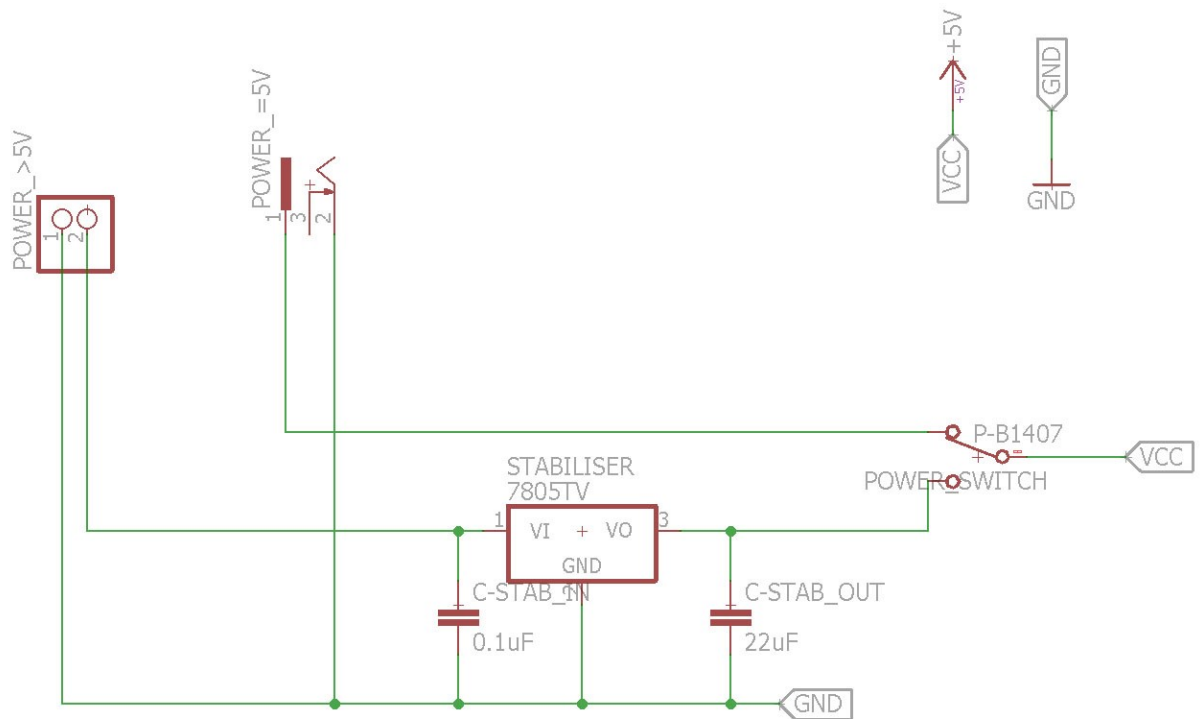 +5V
+5V
VCC
GND
GND
POWER_=5V
1
3
2
POWER_>5V
1
2
P-B1407
POWER_SWITCH
VCC
STABILISER
7805TV
1
VI
VO
3
GND
2
C-STAB_IN
0.1uF
C-STAB_OUT
22uF
GND